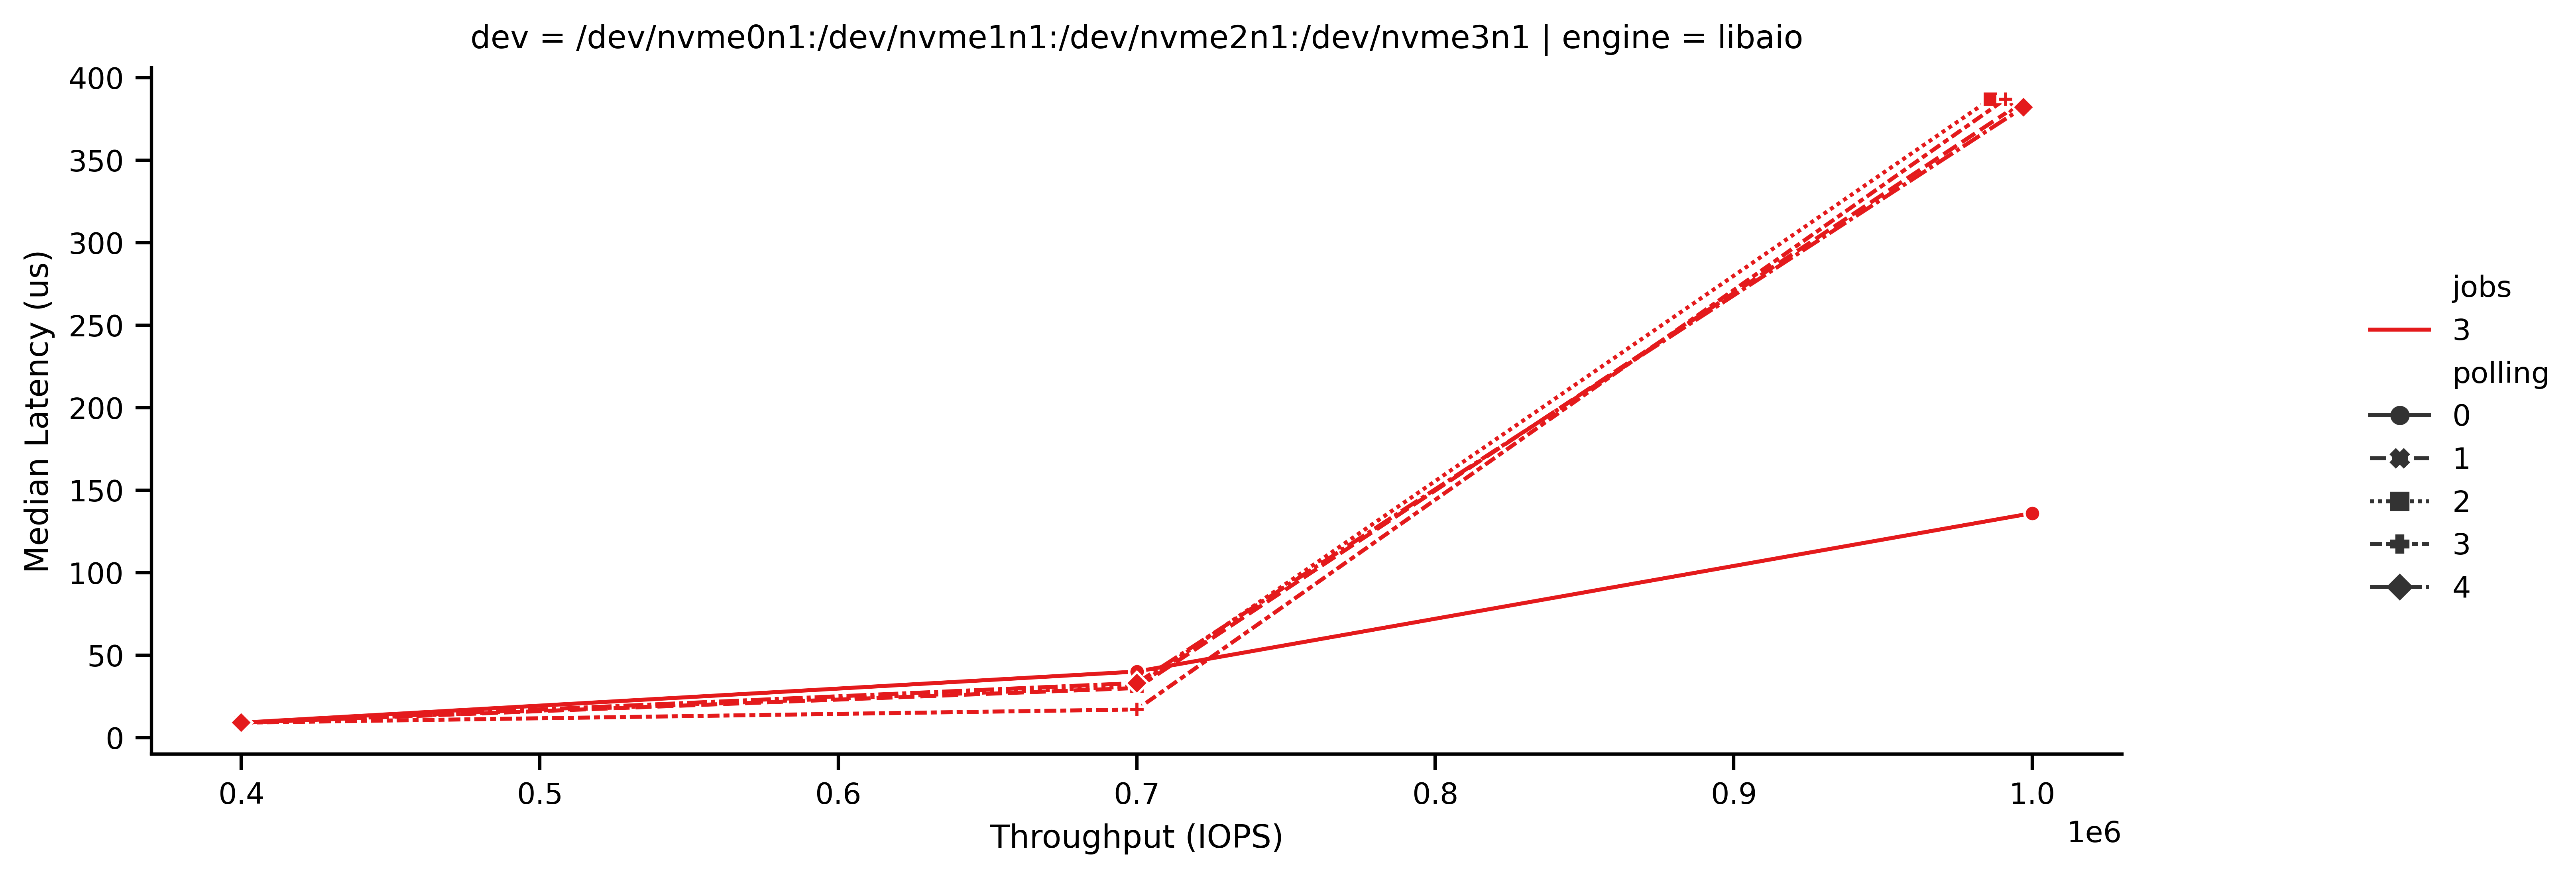 dev = /dev/nvme0n1:/dev/nvme1n1:/dev/nvme2n1:/dev/nvme3n1 | engine = libaio
Median Latency (us)
400
350
300
250
200
150
100
50
0
0.4 0.5 0.6 0.7 0.8 0.9 1.0
1e6
Throughput (IOPS)
jobs
3
polling
0
1
2
3
4